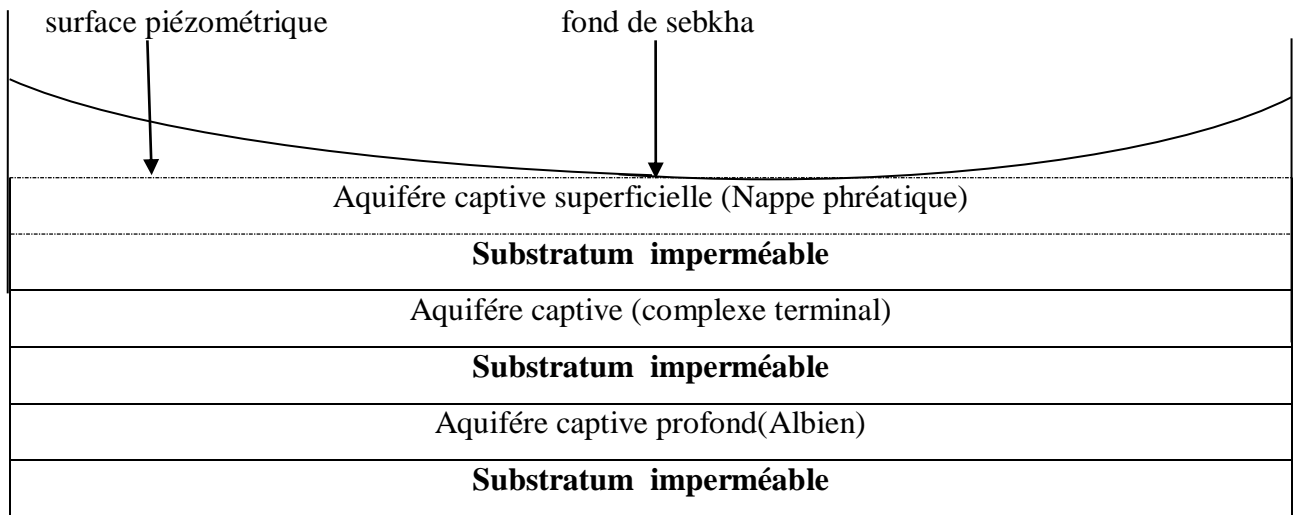 surface piézométrique
fond de sebkha
Aquifére captive superficielle (Nappe phréatique)
Substratum imperméable
Aquifére captive (complexe terminal)
Substratum imperméable
Aquifére captive profond(Albien)
Substratum imperméable